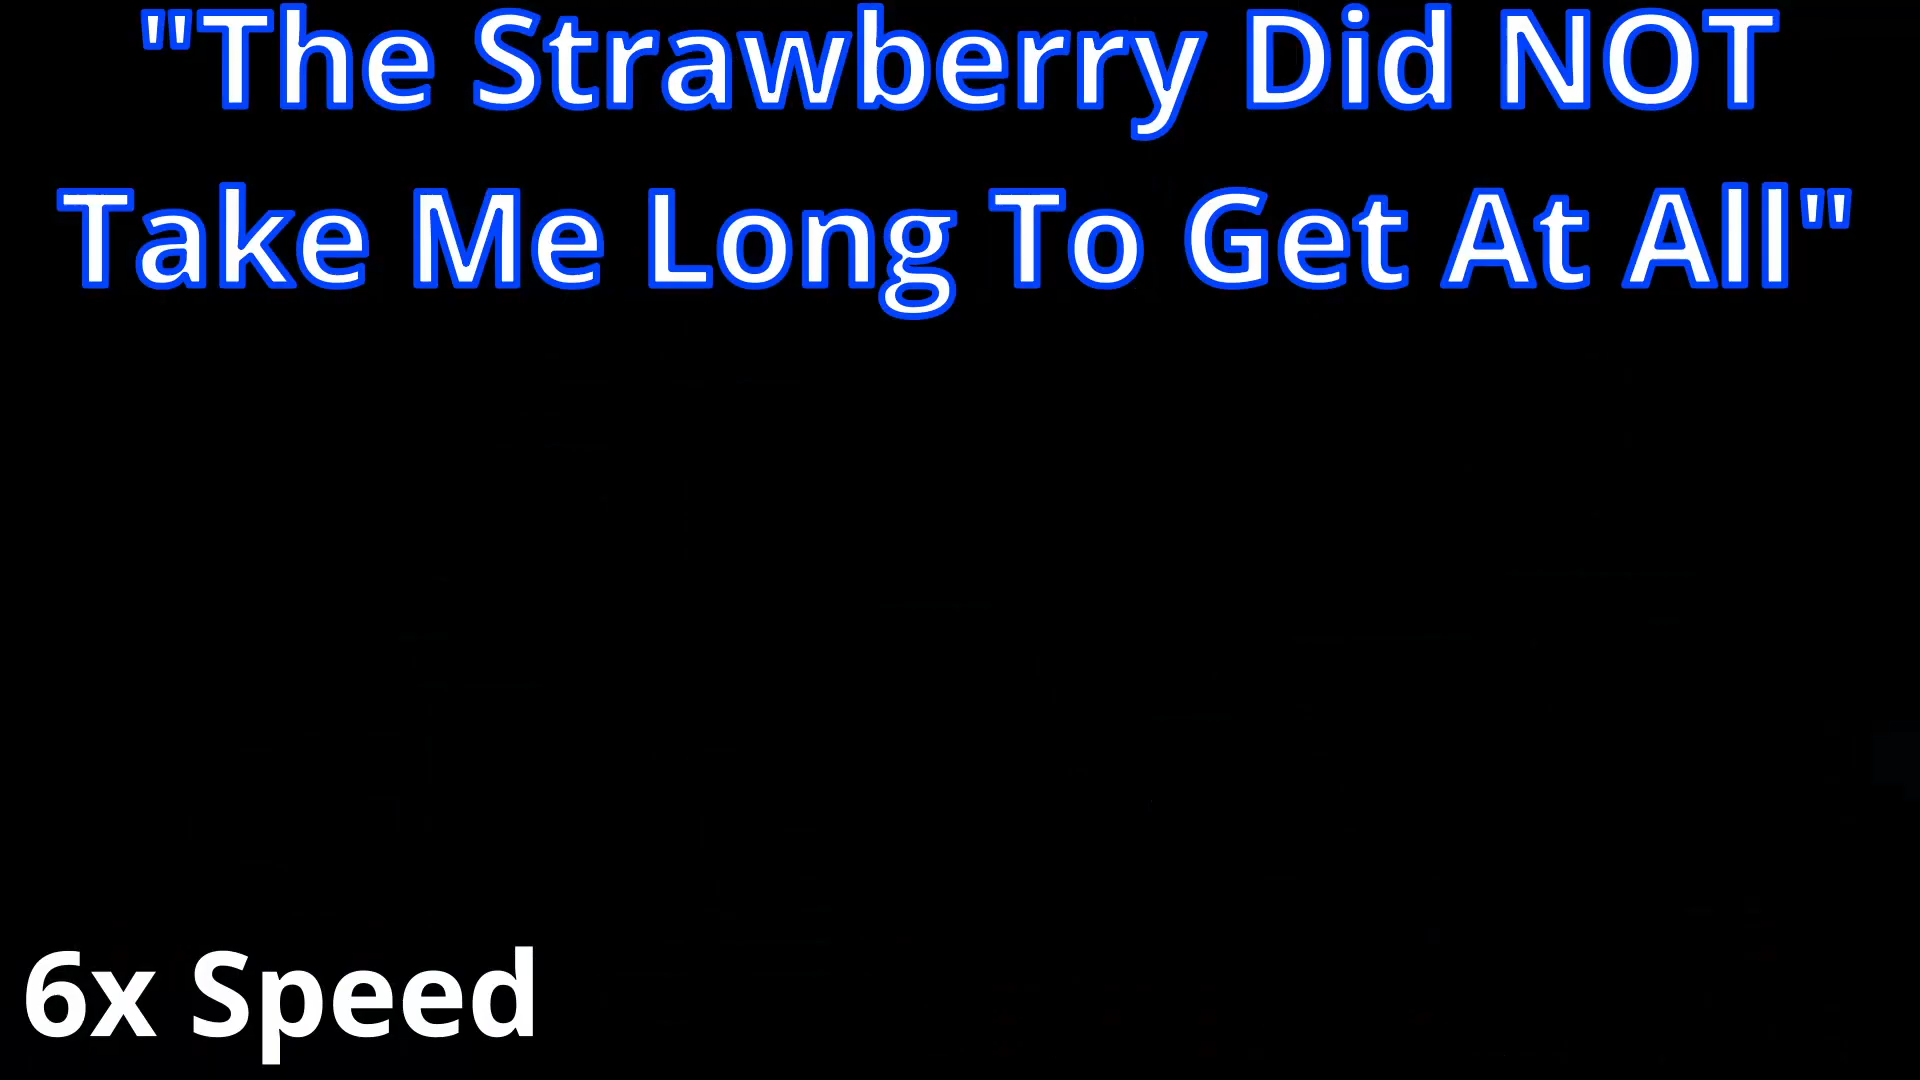 "The Strawberry Did NOT
Take Me Long To Get At All"
6x Speed